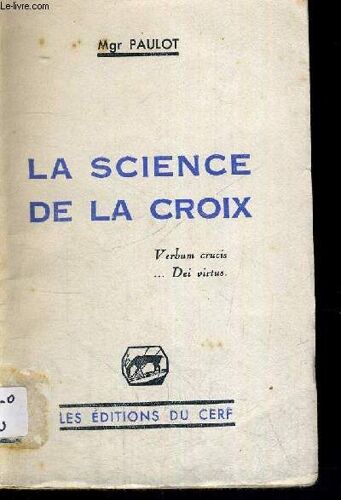 Le-livre.com
Mgr PAULOT
LA SCIENCE
DE LA CROIX
Verbum crucis
... Dei virtus.
LES ÉDITIONS DU CERF